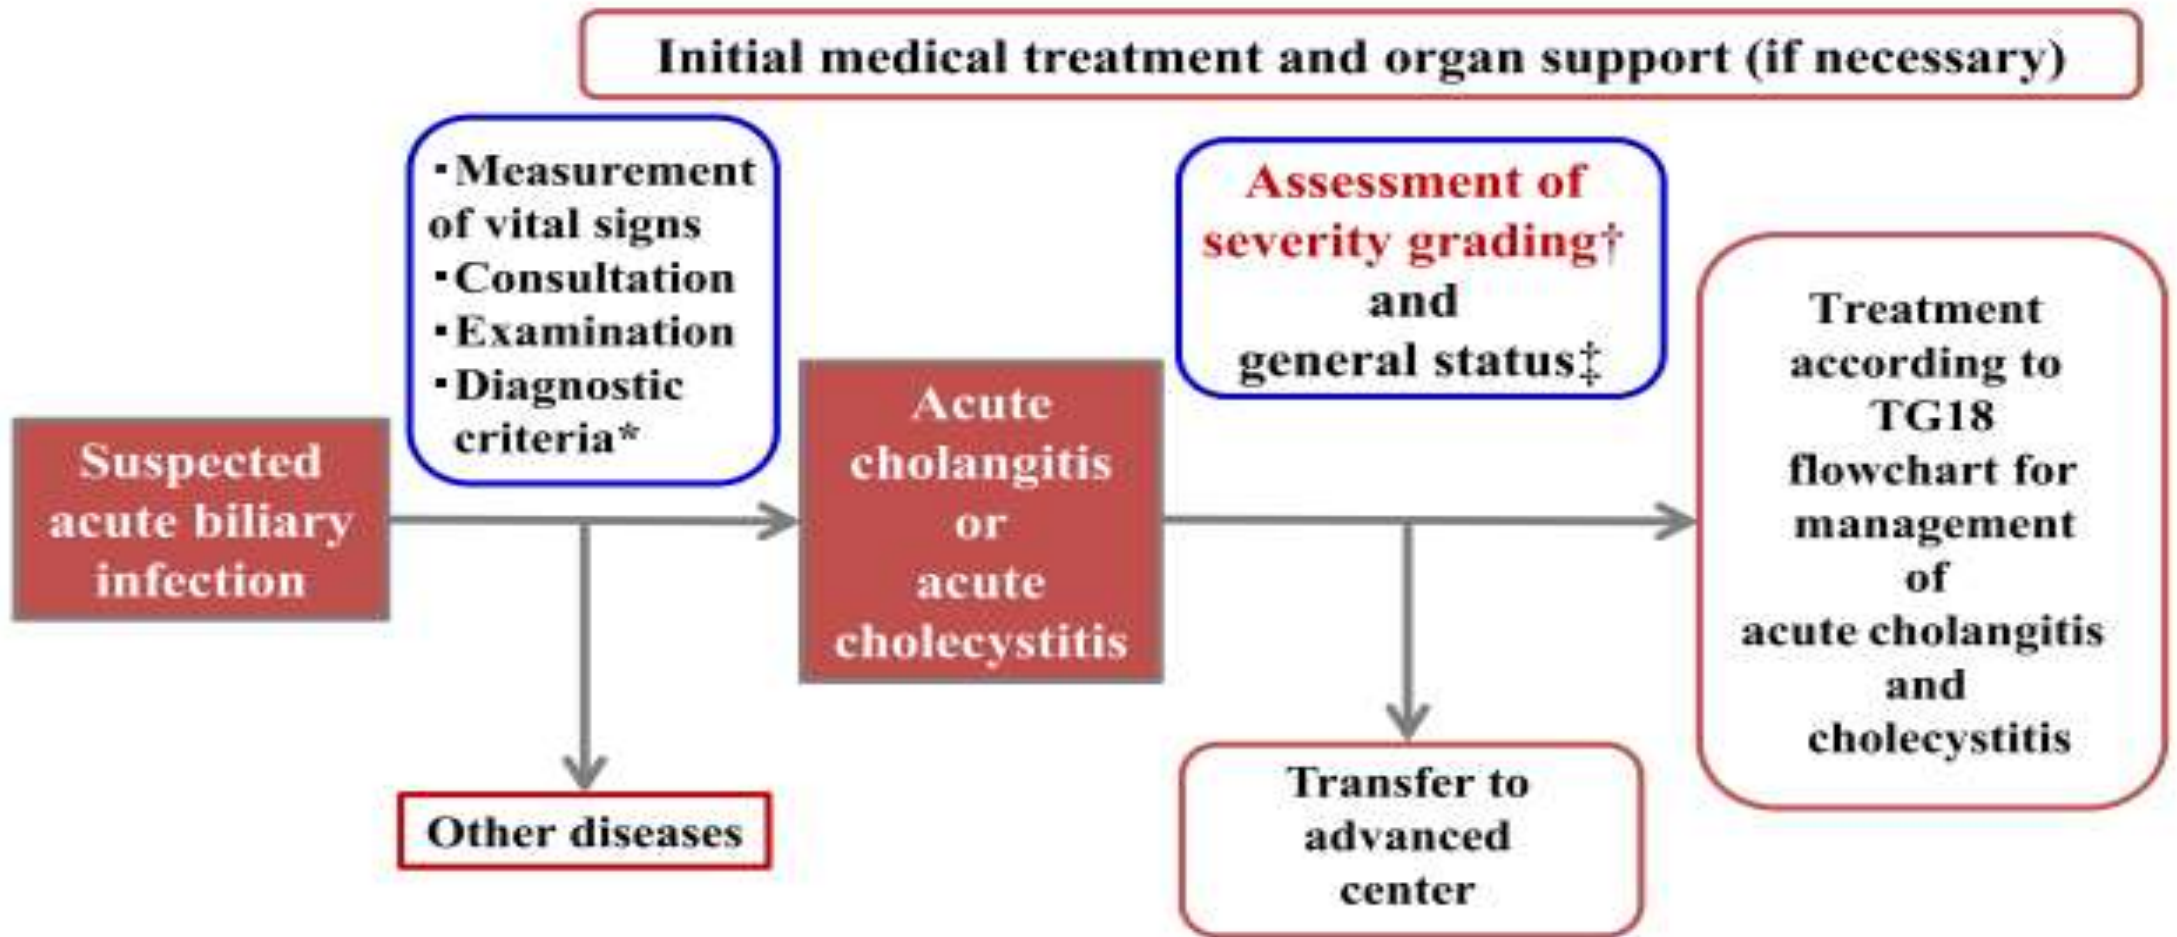 Initial medical treatment and organ support (if necessary)
・Measurement
of vital signs
・Consultation
・Examination
・Diagnostic
criteria*
Suspected
acute biliary
infection
Other diseases
Acute
cholangitis
or
acute
cholecystitis
Assessment of
severity grading†
and
general status‡
Transfer to
advanced
center
Treatment
according to
TG18
flowchart for
management
of
acute cholangitis
and
cholecystitis